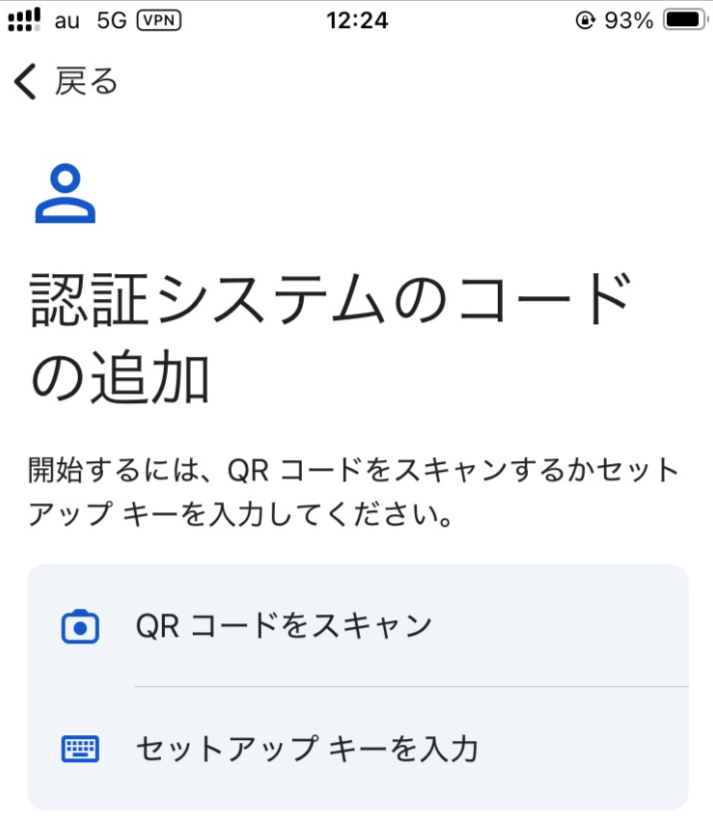 au 5G VPN 12:24 93%
戻る
認証システムのコード
の追加
開始するには、QR コードをスキャンするかセット
アップ キーを入力してください。
QR コードをスキャン
セットアップ キーを入力